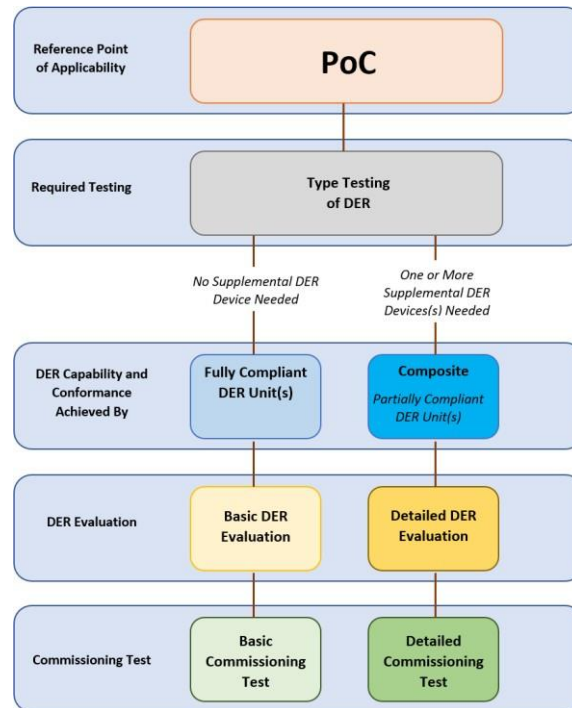 Reference Point
of Applicability
PoC
Required Testing
Type Testing
of DER
No Supplemental DER
Device Needed
One or More
Supplemental DER
Devices(s) Needed
DER Capability and
Conformance
Achieved By
Fully Compliant
DER Unit(s)
Composite
Partially Compliant
DER Unit(s)
DER Evaluation
Basic DER
Evaluation
Detailed DER
Evaluation
Commissioning Test
Basic
Commissioning
Test
Detailed
Commissioning
Test